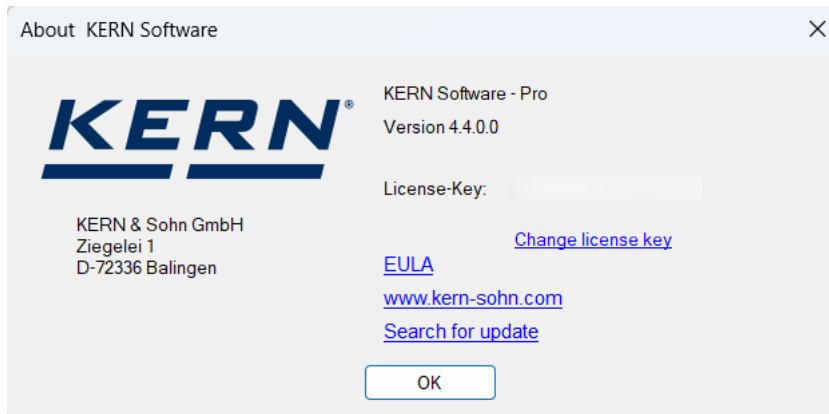 About KERN Software
KERN®
KERN & Sohn GmbH
Ziegelei 1
D-72336 Balingen
KERN Software - Pro
Version 4.4.0.0
License-Key:
Change license key
EULA
www.kern-sohn.com
Search for update
OK